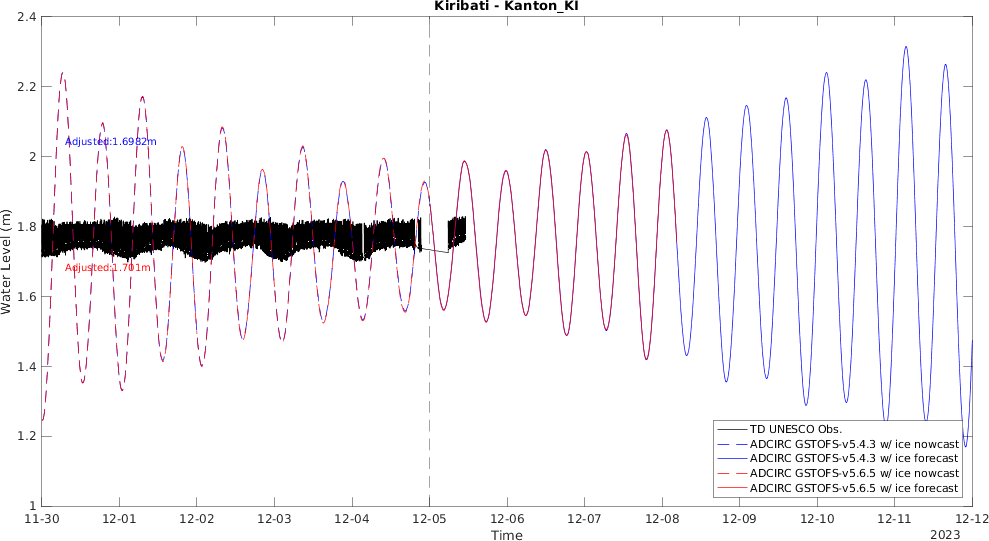 Kiribati - Kanton_KI
2.4
2.2
2
1.8
1.6
1.4
1.2
1
Water Level (m)
Adjusted:1.6982m
Adjusted:1.701m
TD UNESCO Obs.
ADCIRC GSTOFS-v5.4.3 w/ ice nowcast
ADCIRC GSTOFS-v5.4.3 w/ ice forecast
ADCIRC GSTOFS-v5.6.5 w/ ice nowcast
ADCIRC GSTOFS-v5.6.5 w/ ice forecast
11-30 12-01 12-02 12-03 12-04 12-05 12-06 12-07 12-08 12-09 12-10 12-11 12-12
Time
2023